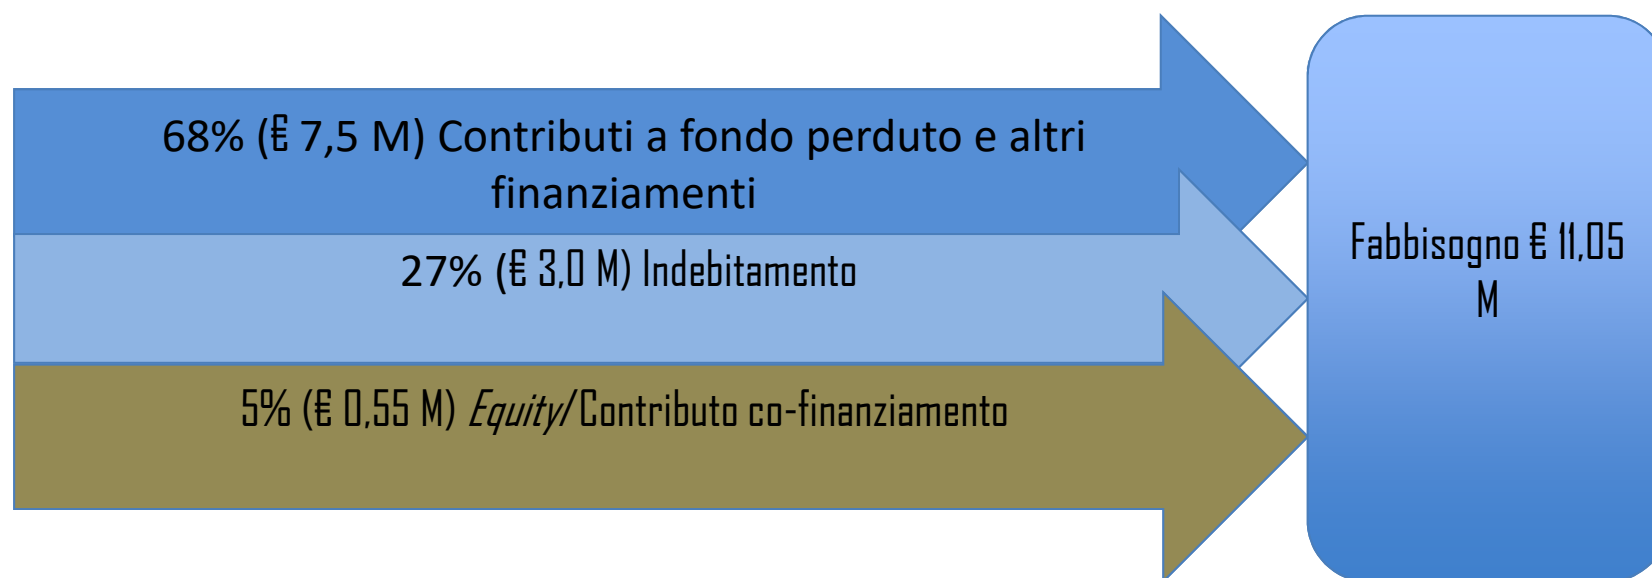 68% (€ 7,5 M) Contributi a fondo perduto e altri
finanziamenti
27% (€ 3,0 M) Indebitamento
5% (€ 0,55 M) Equity/Contributo co-finanziamento
Fabbisogno € 11,05
M